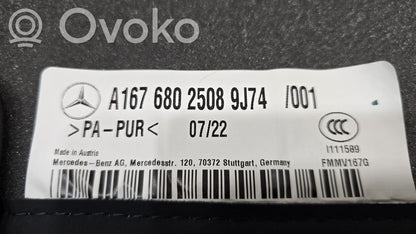 Ovoko
A167 680 2508 9J74 /001
>PA-PUR< 07/22
CCC
I111589
Made in Austria
Mercedes-Benz AG, Mercedesstr. 120, 70372 Stuttgart, Germany
FMMV167G